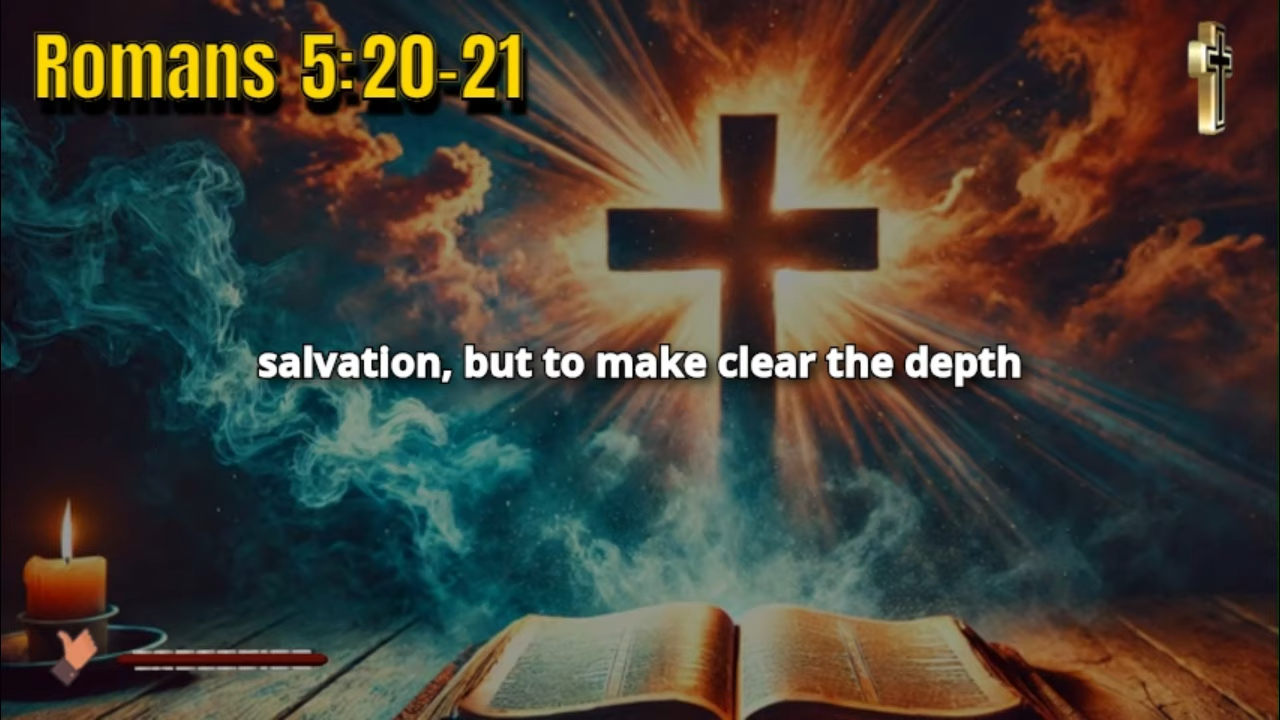 Romans 5:20-21
salvation, but to make clear the depth